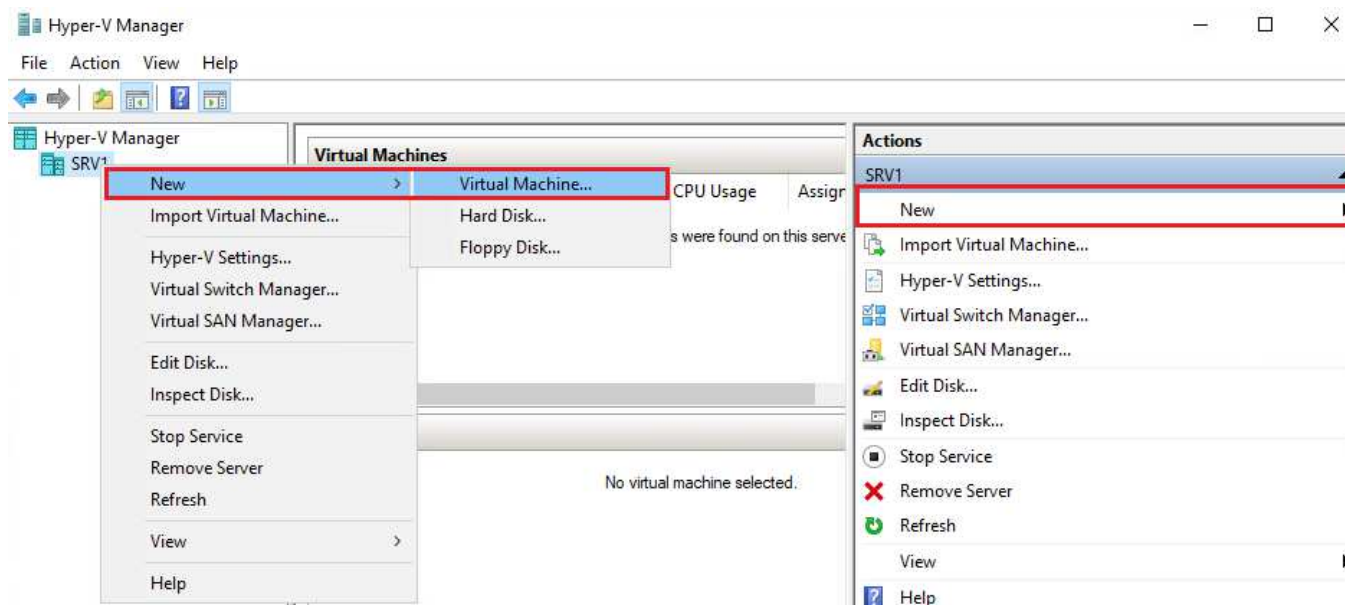 Hyper-V Manager
File Action View Help
Hyper-V Manager
SRV1
New
Import Virtual Machine...
Hyper-V Settings...
Virtual Switch Manager...
Virtual SAN Manager...
Edit Disk...
Inspect Disk...
Stop Service
Remove Server
Refresh
View
Help
Virtual Machine...
Hard Disk...
Floppy Disk...
Virtual Machines
CPU Usage Assign
s were found on this serve
No virtual machine selected.
Actions
SRV1
New
Import Virtual Machine...
Hyper-V Settings...
Virtual Switch Manager...
Virtual SAN Manager...
Edit Disk...
Inspect Disk...
Stop Service
Remove Server
Refresh
View
Help